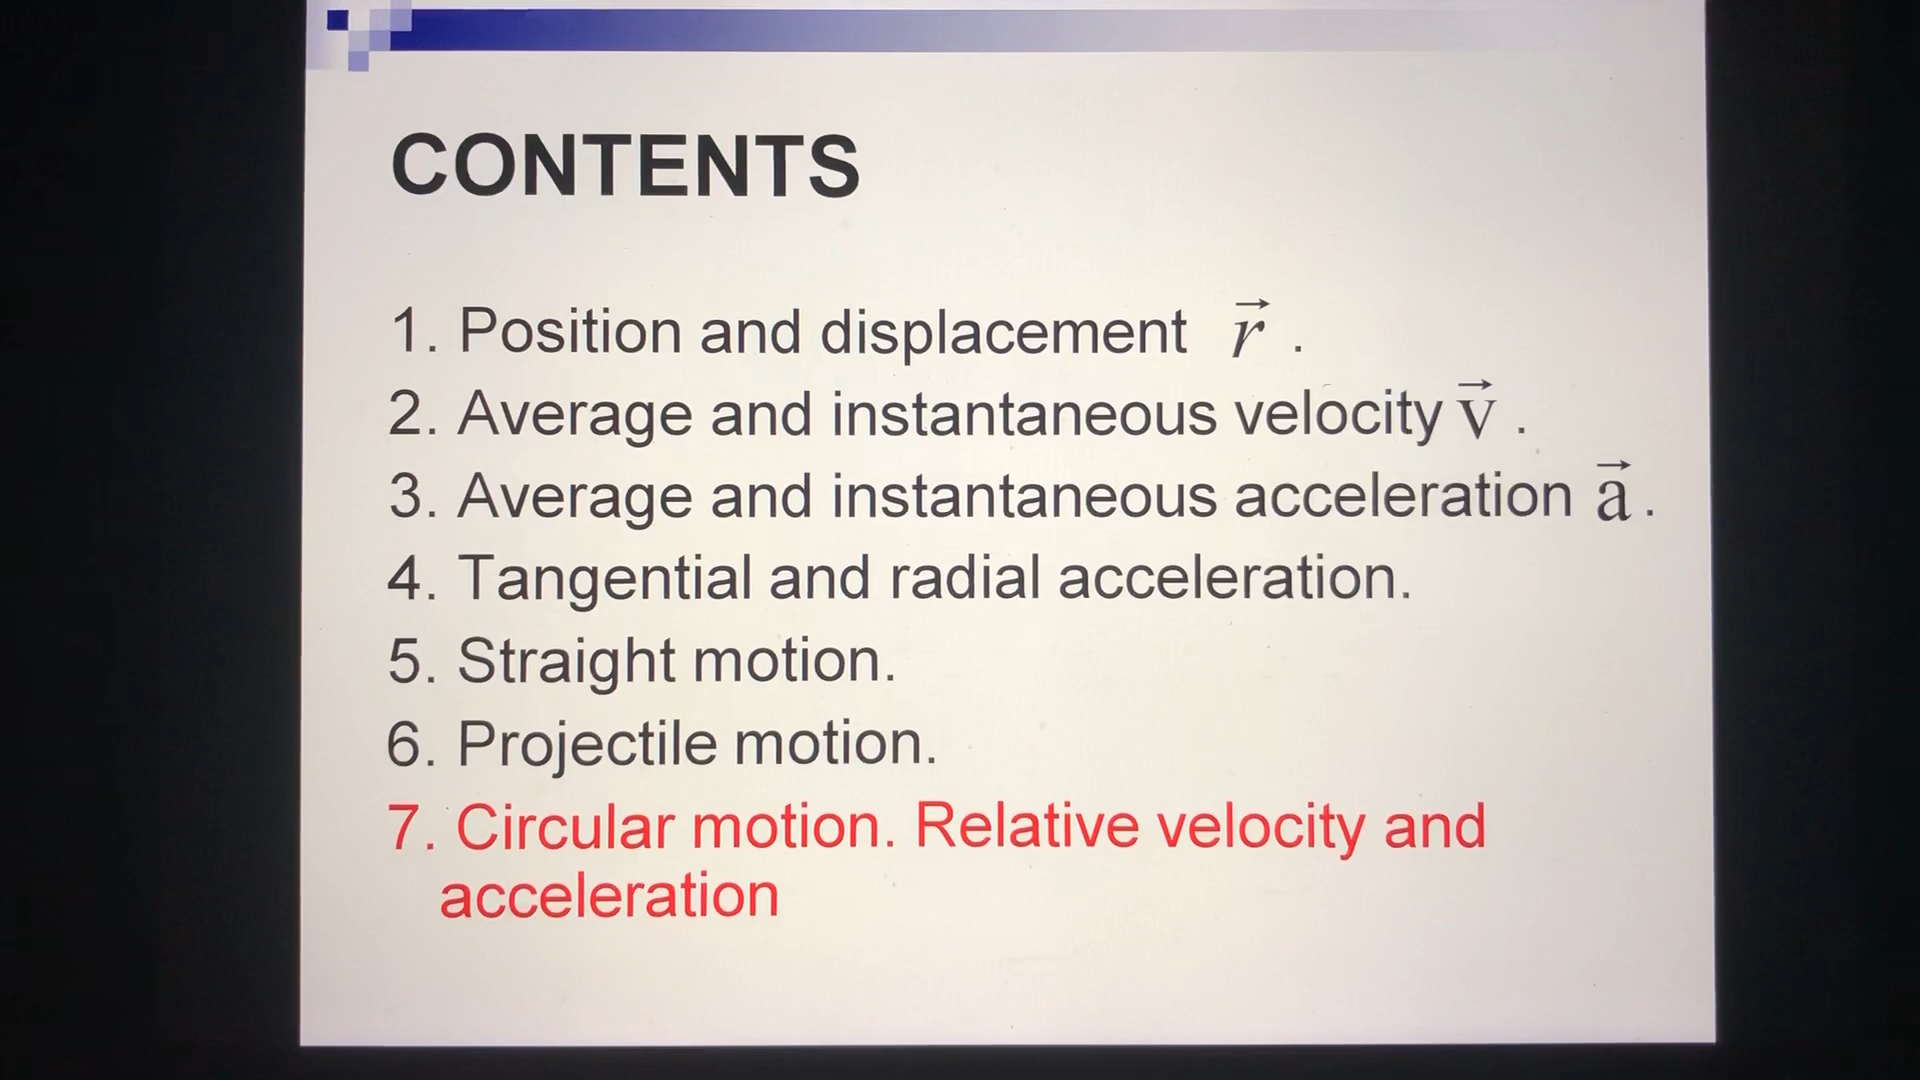 CONTENTS
1. Position and displacement r⃗ .
2. Average and instantaneous velocity v⃗ .
3. Average and instantaneous acceleration a⃗ .
4. Tangential and radial acceleration.
5. Straight motion.
6. Projectile motion.
7. Circular motion. Relative velocity and
acceleration